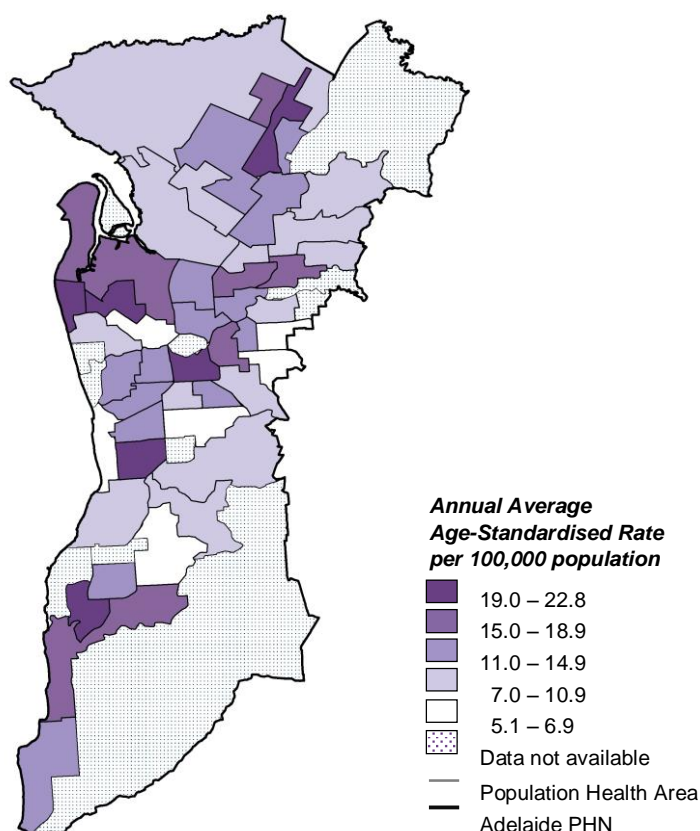 Annual Average
Age-Standardised Rate
per 100,000 population
19.0 – 22.8
15.0 – 18.9
11.0 – 14.9
7.0 – 10.9
5.1 – 6.9
Data not available
Population Health Area
Adelaide PHN